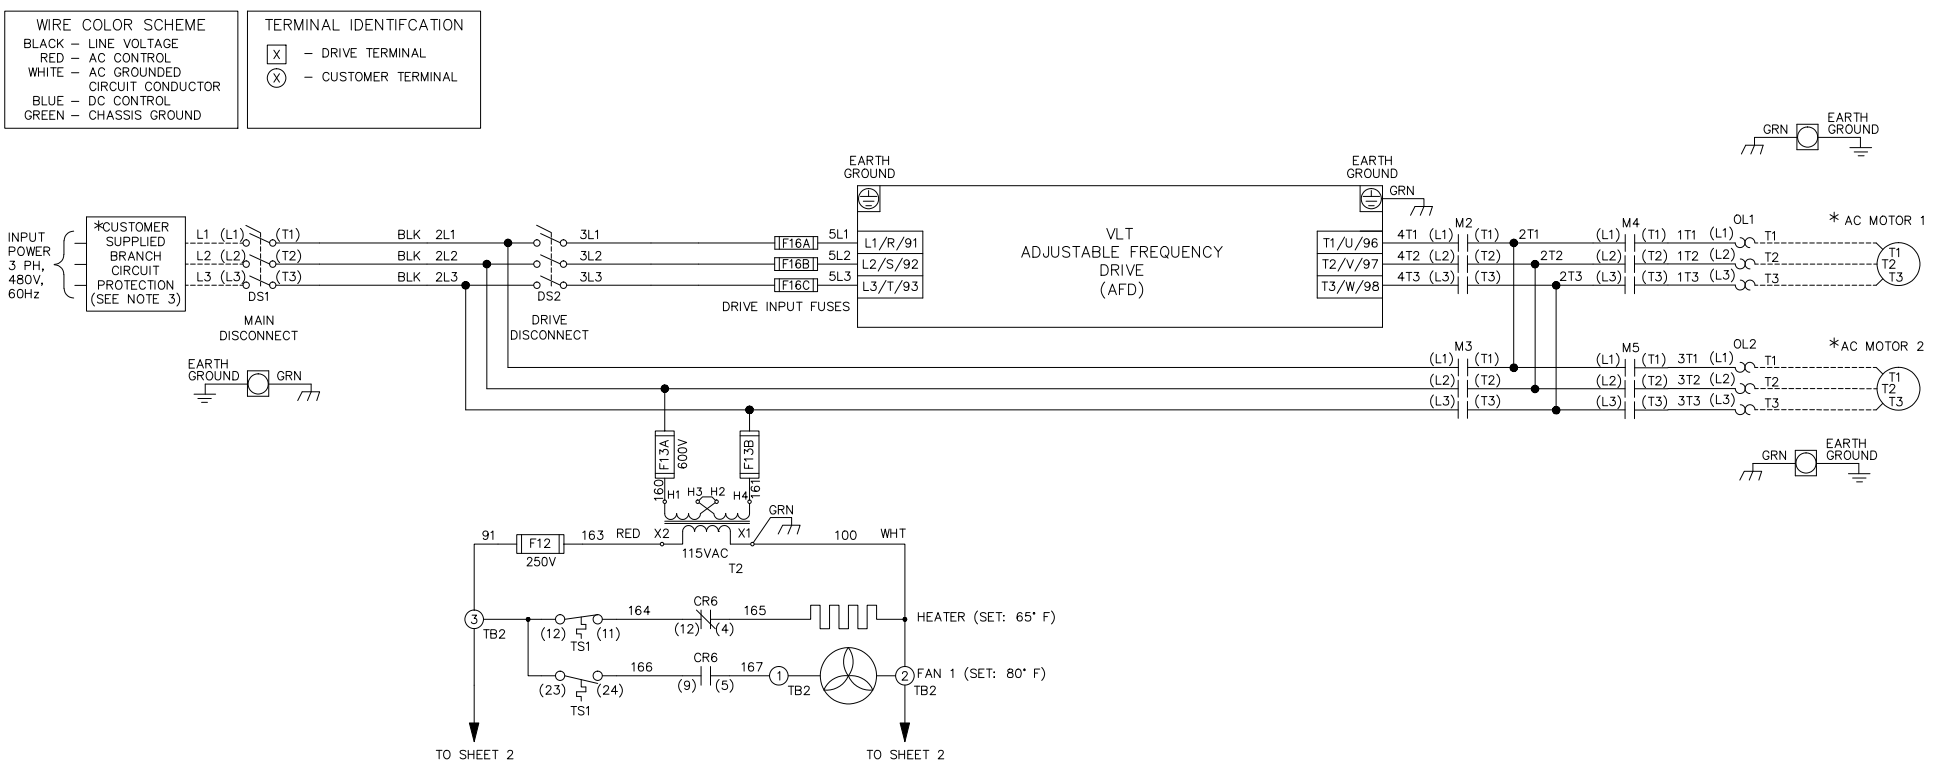 WIRE COLOR SCHEME
BLACK – LINE VOLTAGE
RED – AC CONTROL
WHITE – AC GROUNDED
CIRCUIT CONDUCTOR
BLUE – DC CONTROL
GREEN – CHASSIS GROUND
TERMINAL IDENTIFCATION
X – DRIVE TERMINAL
X – CUSTOMER TERMINAL
EARTH
GROUND
GRN
EARTH
GROUND
EARTH
GROUND
GRN
INPUT
POWER
3 PH,
480V,
60Hz
*CUSTOMER
SUPPLIED
BRANCH
CIRCUIT
PROTECTION
(SEE NOTE 3)
L1 (L1) (T1) BLK 2L1 3L1 F16A 5L1 L1/R/91
L2 (L2) (T2) BLK 2L2 3L2 F16B 5L2 L2/S/92
L3 (L3) (T3) BLK 2L3 3L3 F16C 5L3 L3/T/93
DS1
MAIN
DISCONNECT
DS2
DRIVE
DISCONNECT
DRIVE INPUT FUSES
VLT
ADJUSTABLE FREQUENCY
DRIVE
(AFD)
M2 M4 OL1 * AC MOTOR 1
T1/U/96 4T1 (L1) (T1) 2T1 (L1) (T1) 1T1 (L1) T1
T2/V/97 4T2 (L2) (T2) 2T2 (L2) (T2) 1T2 (L2) T2
T3/W/98 4T3 (L3) (T3) 2T3 (L3) (T3) 1T3 (L3) T3
T1
T2
T3
M3 M5 OL2 *AC MOTOR 2
(L1) (T1) (L1) (T1) 3T1 (L1) T1
(L2) (T2) (L2) (T2) 3T2 (L2) T2
(L3) (T3) (L3) (T3) 3T3 (L3) T3
T1
T2
T3
EARTH
GROUND GRN
GRN EARTH
GROUND
F13A
600V
F13B
160
161
H1 H3 H2 H4
GRN
91 F12 163 RED X2 X1 100 WHT
250V
115VAC
T2
3
TB2
(12) (11)
TS1
164
CR6
(12) (4)
165
HEATER (SET: 65° F)
(23) (24)
TS1
166
CR6
(9) (5)
167
1
TB2
2
TB2
FAN 1 (SET: 80° F)
TO SHEET 2
TO SHEET 2